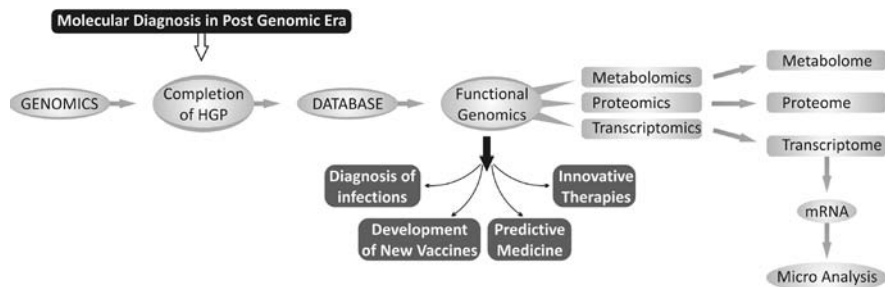 Molecular Diagnosis in Post Genomic Era
GENOMICS
Completion
of HGP
DATABASE
Functional
Genomics
Metabolomics
Proteomics
Transcriptomics
Metabolome
Proteome
Transcriptome
mRNA
Micro Analysis
Diagnosis of
infections
Innovative
Therapies
Development
of New Vaccines
Predictive
Medicine